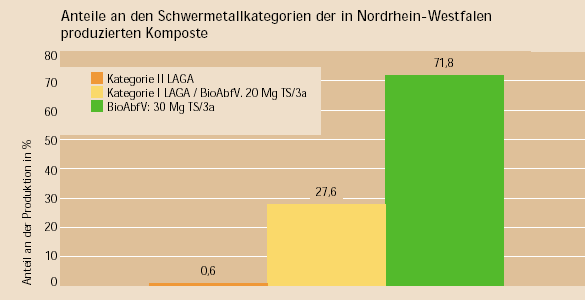 Anteile an den Schwermetallkategorien der in Nordrhein-Westfalen
produzierten Komposte
Anteil an der Produktion in %
80
70
60
50
40
30
20
10
0
Kategorie II LAGA
Kategorie I LAGA / BioAbfV. 20 Mg TS/3a
BioAbfV: 30 Mg TS/3a
0,6
27,6
71,8